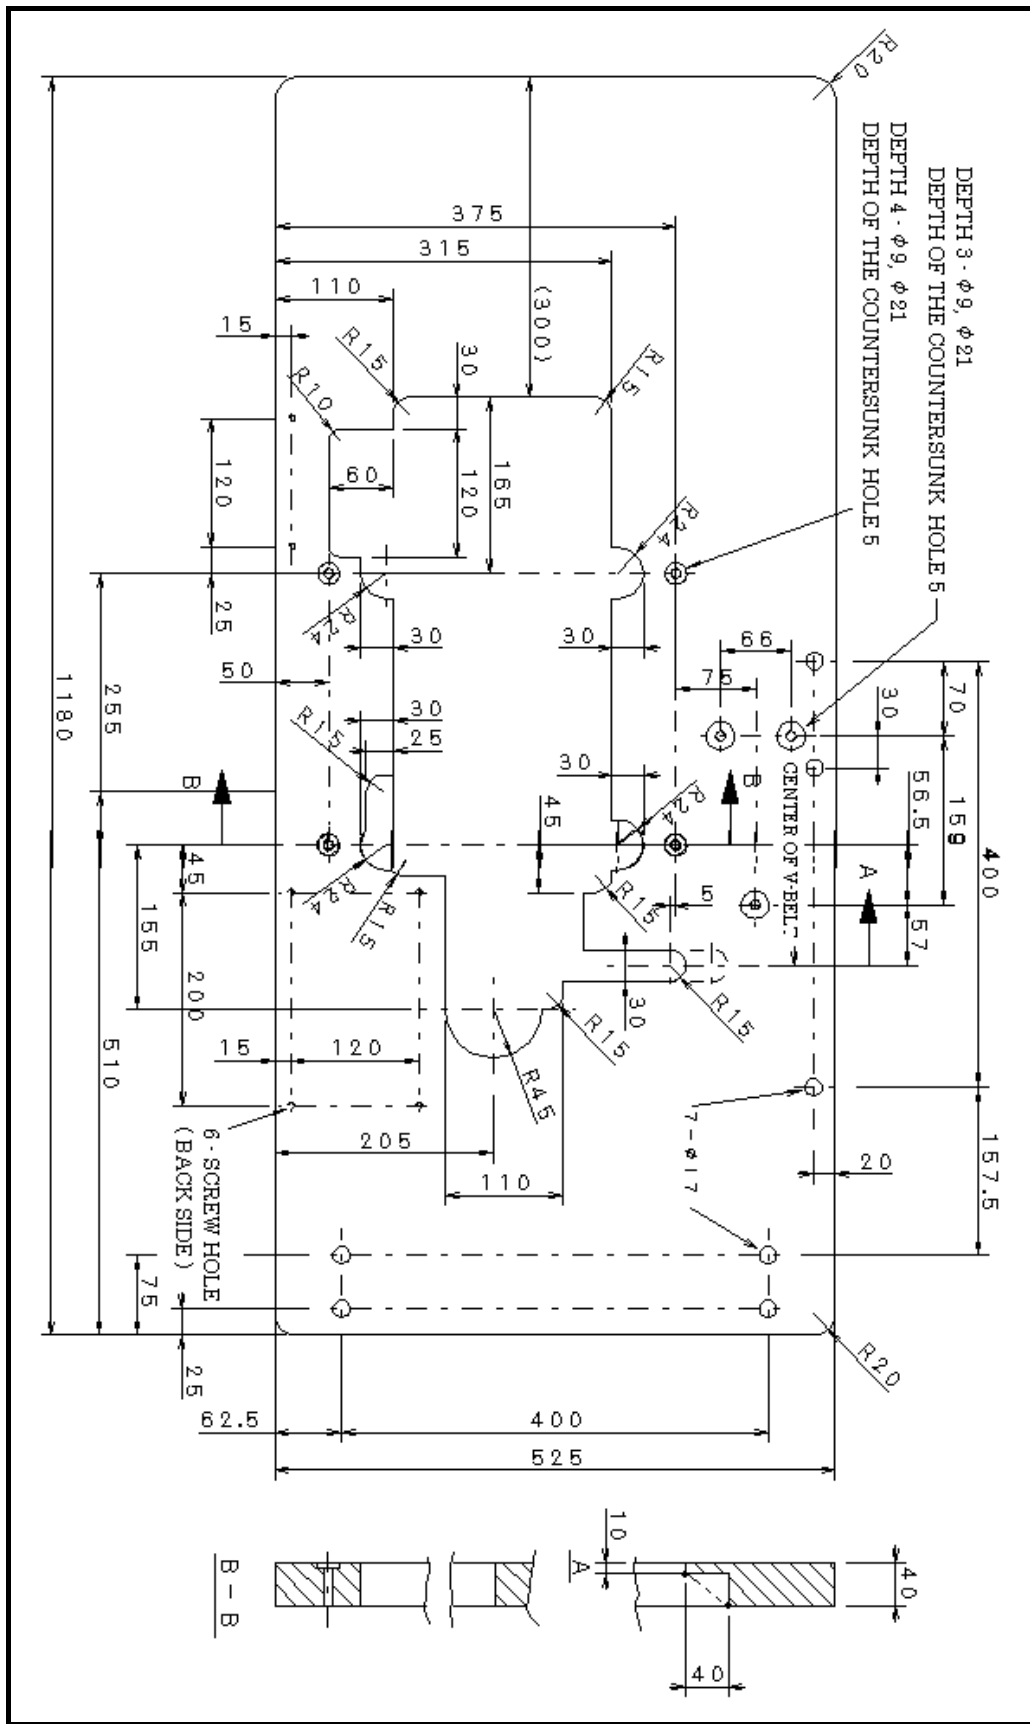 R20
DEPTH 3 - φ9, φ21
DEPTH OF THE COUNTERSUNK HOLE 5
DEPTH 4 - φ9, φ21
DEPTH OF THE COUNTERSUNK HOLE 5
375
315
110
15
(300)
R15
R15
30
R10
60
120
165
120
25
R24
R24
30
30
50
66
75
70
30
400
159
56.5
57
1180
255
510
30
25
R15
30
R24
45
B
B
A
CENTER OF V-BELT
45
155
200
R24
R15
R15
5
R15
30
R15
15
120
R45
205
110
6 - SCREW HOLE
(BACK SIDE)
7-φ17
20
157.5
75
25
R20
62.5
400
525
10
A
40
40
B - B